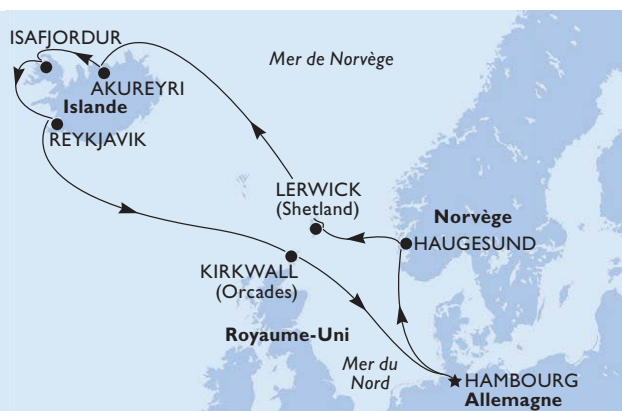 ISAFJORDUR
Mer de Norvège
AKUREYRI
Islande
REYKJAVIK
LERWICK
(Shetland)
Norvège
HAUGESUND
KIRKWALL
(Orcades)
Royaume-Uni
Mer du
Nord
HAMBOURG
Allemagne